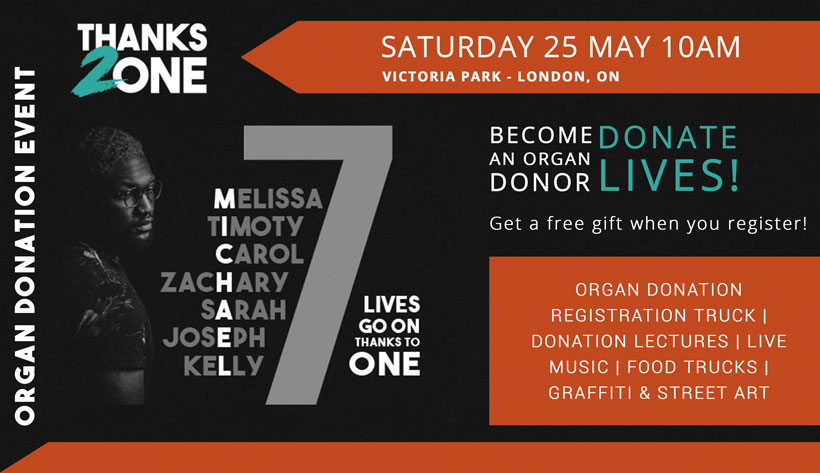 ORGAN DONATION EVENT
THANKS
2ONE
SATURDAY 25 MAY 10AM
VICTORIA PARK - LONDON, ON
MELISSA
TIMOTY
CAROL
ZACHARY
SARAH
JOSEPH
KELLY
7
LIVES
GO ON
THANKS TO
ONE
BECOME
AN ORGAN
DONOR
DONATE
LIVES!
Get a free gift when you register!
ORGAN DONATION
REGISTRATION TRUCK |
DONATION LECTURES | LIVE
MUSIC | FOOD TRUCKS |
GRAFFITI & STREET ART